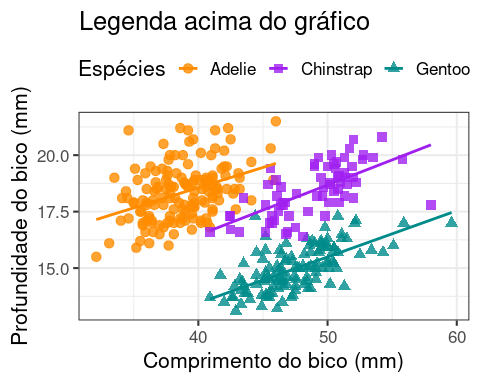 Legenda acima do gráfico
Espécies Adelie Chinstrap Gentoo
Profundidade do bico (mm)
20.0
17.5
15.0
40 50 60
Comprimento do bico (mm)